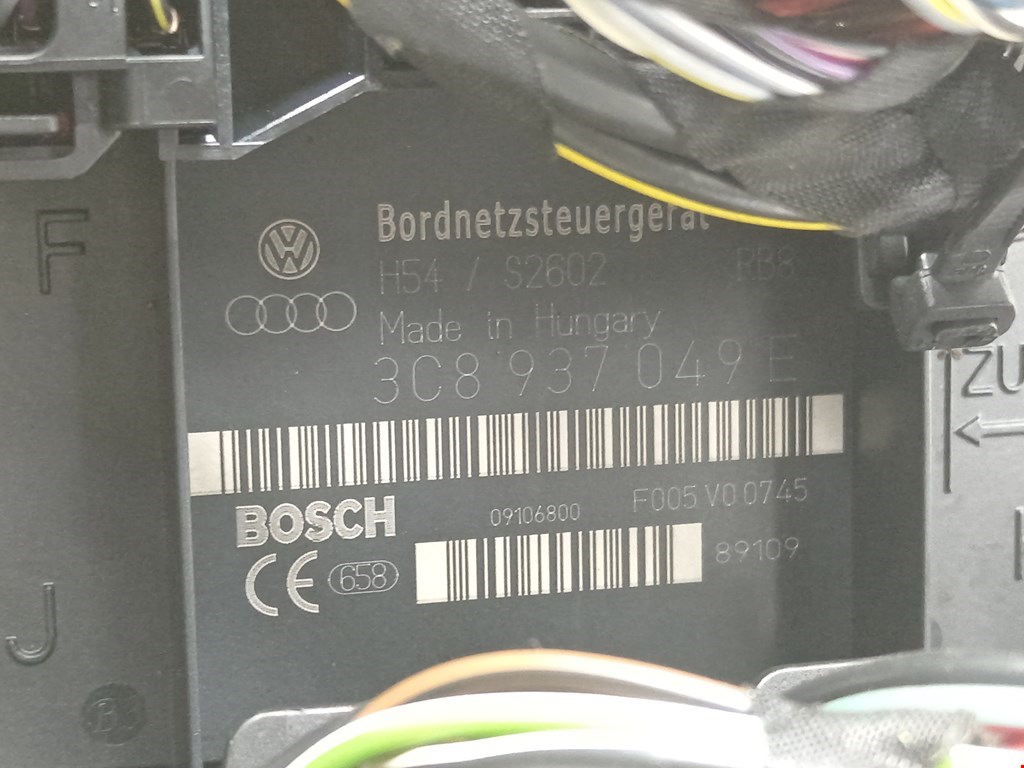 F
Bordnetzsteuergerät
H54 / S2602 RB8
Made in Hungary
3C8 937 049 E
ZU
BOSCH
09106800
F005 V0 0745
CE 658
89109
J